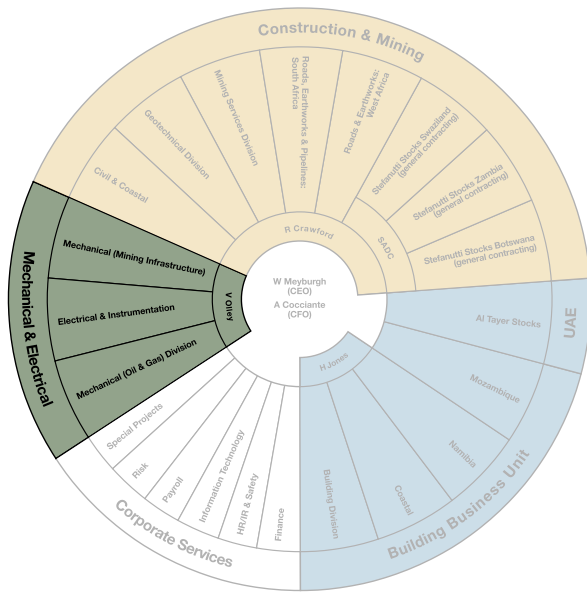 Construction & Mining
Civil & Coastal
Geotechnical Division
Mining Services Division
Roads, Earthworks & Pipelines:
South Africa
Roads & Earthworks:
West Africa
Stefanutti Stocks Swaziland
(general contracting)
Stefanutti Stocks Zambia
(general contracting)
Stefanutti Stocks Botswana
(general contracting)
SADC
R Crawford
W Meyburgh
(CEO)
A Cocciante
(CFO)
Mechanical & Electrical
Mechanical (Mining Infrastructure)
Electrical & Instrumentation
Mechanical (Oil & Gas) Division
V Olley
UAE
Al Tayer Stocks
Mozambique
Namibia
Coastal
Building Division
H Jones
Building Business Unit
Special Projects
Risk
Payroll
Information Technology
HR/IR & Safety
Finance
Corporate Services